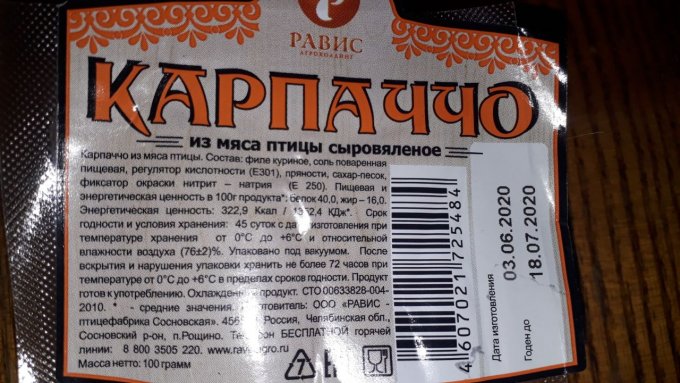 РАВИС
АГРОХОЛДИНГ
КАРПАЧЧО
из мяса птицы сыровяленое
Карпаччо из мяса птицы. Состав: филе куриное, соль поваренная
пищевая, регулятор кислотности (Е301), пряности, сахар-песок,
фиксатор окраски нитрит – натрия (Е 250). Пищевая и
энергетическая ценность в 100г продукта*: белок 40,0, жир – 16,0.
Энергетическая ценность: 322,9 Ккал / 1352,4 КДж*. Срок
годности и условия хранения: 45 суток с даты изготовления при
температуре хранения от 0°С до +6°С и относительной
влажности воздуха (76±2)%. Упаковано под вакуумом. После
вскрытия и нарушения упаковки хранить не более 72 часов при
температуре от 0°С до +6°С в пределах сроков годности. Продукт
готов к употреблению. Охлажденный продукт. СТО 00633828-004-
2010. * - средние значения. Изготовитель: ООО «РАВИС -
птицефабрика Сосновская». Россия, Челябинская обл.,
Сосновский р-он, п.Рощино. Телефон БЕСПЛАТНОЙ горячей
линии: 8 800 3505 220.
Масса нетто: 100 грамм
7
4607021725484
Дата изготовления
03.06.2020
Годен до
18.07.2020